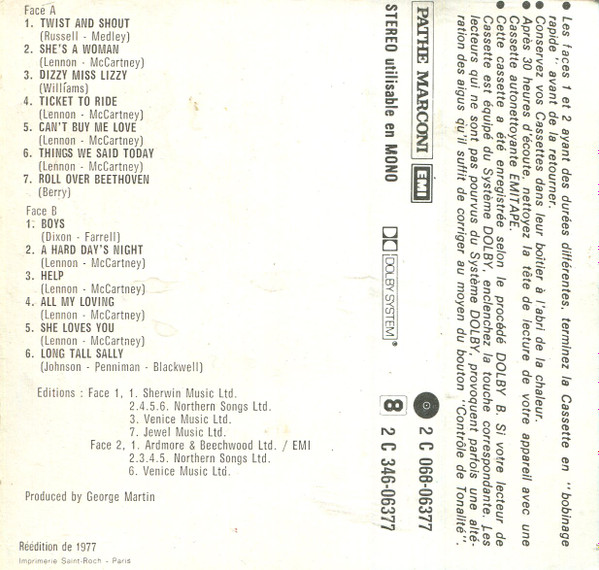 Face A
1. TWIST AND SHOUT
(Russell - Medley)
2. SHE'S A WOMAN
(Lennon - McCartney)
3. DIZZY MISS LIZZY
(Williams)
4. TICKET TO RIDE
(Lennon - McCartney)
5. CAN'T BUY ME LOVE
(Lennon - McCartney)
6. THINGS WE SAID TODAY
(Lennon - McCartney)
7. ROLL OVER BEETHOVEN
(Berry)
Face B
1. BOYS
(Dixon - Farrell)
2. A HARD DAY'S NIGHT
(Lennon - McCartney)
3. HELP
(Lennon - McCartney)
4. ALL MY LOVING
(Lennon - McCartney)
5. SHE LOVES YOU
(Lennon - McCartney)
6. LONG TALL SALLY
(Johnson - Penniman - Blackwell)
Editions : Face 1, 1. Sherwin Music Ltd.
2.4.5.6. Northern Songs Ltd.
3. Venice Music Ltd.
7. Jewel Music Ltd.
Face 2, 1. Ardmore & Beechwood Ltd. / EMI
2.3.4.5. Northern Songs Ltd.
6. Venice Music Ltd.
Produced by George Martin
Réédition de 1977
Imprimerie Saint-Roch - Paris
● Les faces 1 et 2 ayant des durées différentes, terminez la Cassette en "bobinage
rapide" avant de la retourner.
● Conservez vos Cassettes dans leur boîtier à l'abri de la chaleur.
● Après 30 heures d'écoute, nettoyez la tête de lecture de votre appareil avec une
Cassette autonettoyante EMITAPE.
● Cette cassette a été enregistrée selon le procédé DOLBY B. Si votre lecteur de
Cassette est équipé du Système DOLBY, enclenchez la touche correspondante. Les
lecteurs qui ne sont pas pourvus du Système DOLBY, provoquent parfois une alté-
ration des aigus qu'il suffit de corriger au moyen du bouton "Contrôle de Tonalité".
PATHE MARCONI EMI
2 C 068-06377
STEREO utilisable en MONO
DOLBY SYSTEM®
8 2 C 346-06377